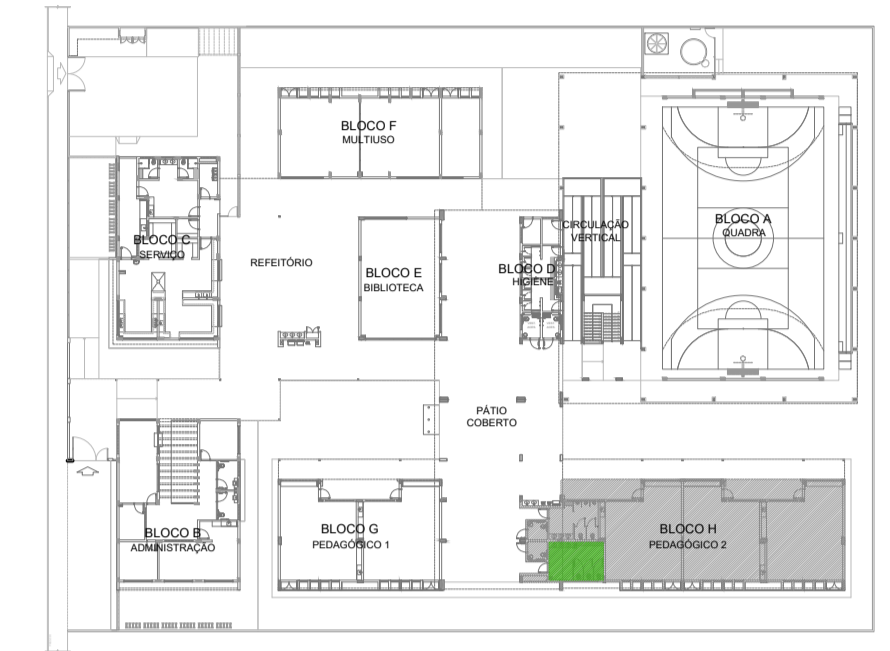 BLOCO F
MULTIUSO
BLOCO A
QUADRA
CIRCULAÇÃO
VERTICAL
BLOCO C
SERVIÇO
REFEITÓRIO
BLOCO E
BIBLIOTECA
BLOCO D
HIGIENE
PÁTIO
COBERTO
BLOCO B
ADMINISTRAÇÃO
BLOCO G
PEDAGÓGICO 1
BLOCO H
PEDAGÓGICO 2